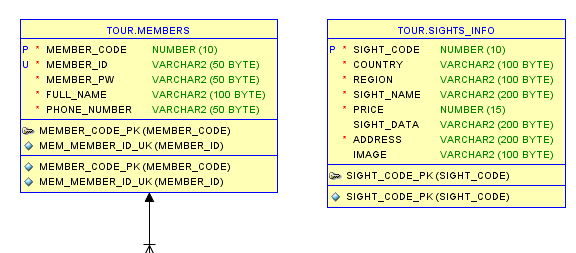 TOUR.MEMBERS
P * MEMBER_CODE NUMBER (10)
U * MEMBER_ID VARCHAR2 (50 BYTE)
* MEMBER_PW VARCHAR2 (50 BYTE)
* FULL_NAME VARCHAR2 (100 BYTE)
* PHONE_NUMBER VARCHAR2 (50 BYTE)
MEMBER_CODE_PK (MEMBER_CODE)
MEM_MEMBER_ID_UK (MEMBER_ID)
MEMBER_CODE_PK (MEMBER_CODE)
MEM_MEMBER_ID_UK (MEMBER_ID)
TOUR.SIGHTS_INFO
P * SIGHT_CODE NUMBER (10)
* COUNTRY VARCHAR2 (100 BYTE)
* REGION VARCHAR2 (100 BYTE)
* SIGHT_NAME VARCHAR2 (200 BYTE)
* PRICE NUMBER (15)
SIGHT_DATA VARCHAR2 (200 BYTE)
* ADDRESS VARCHAR2 (200 BYTE)
IMAGE VARCHAR2 (100 BYTE)
SIGHT_CODE_PK (SIGHT_CODE)
SIGHT_CODE_PK (SIGHT_CODE)